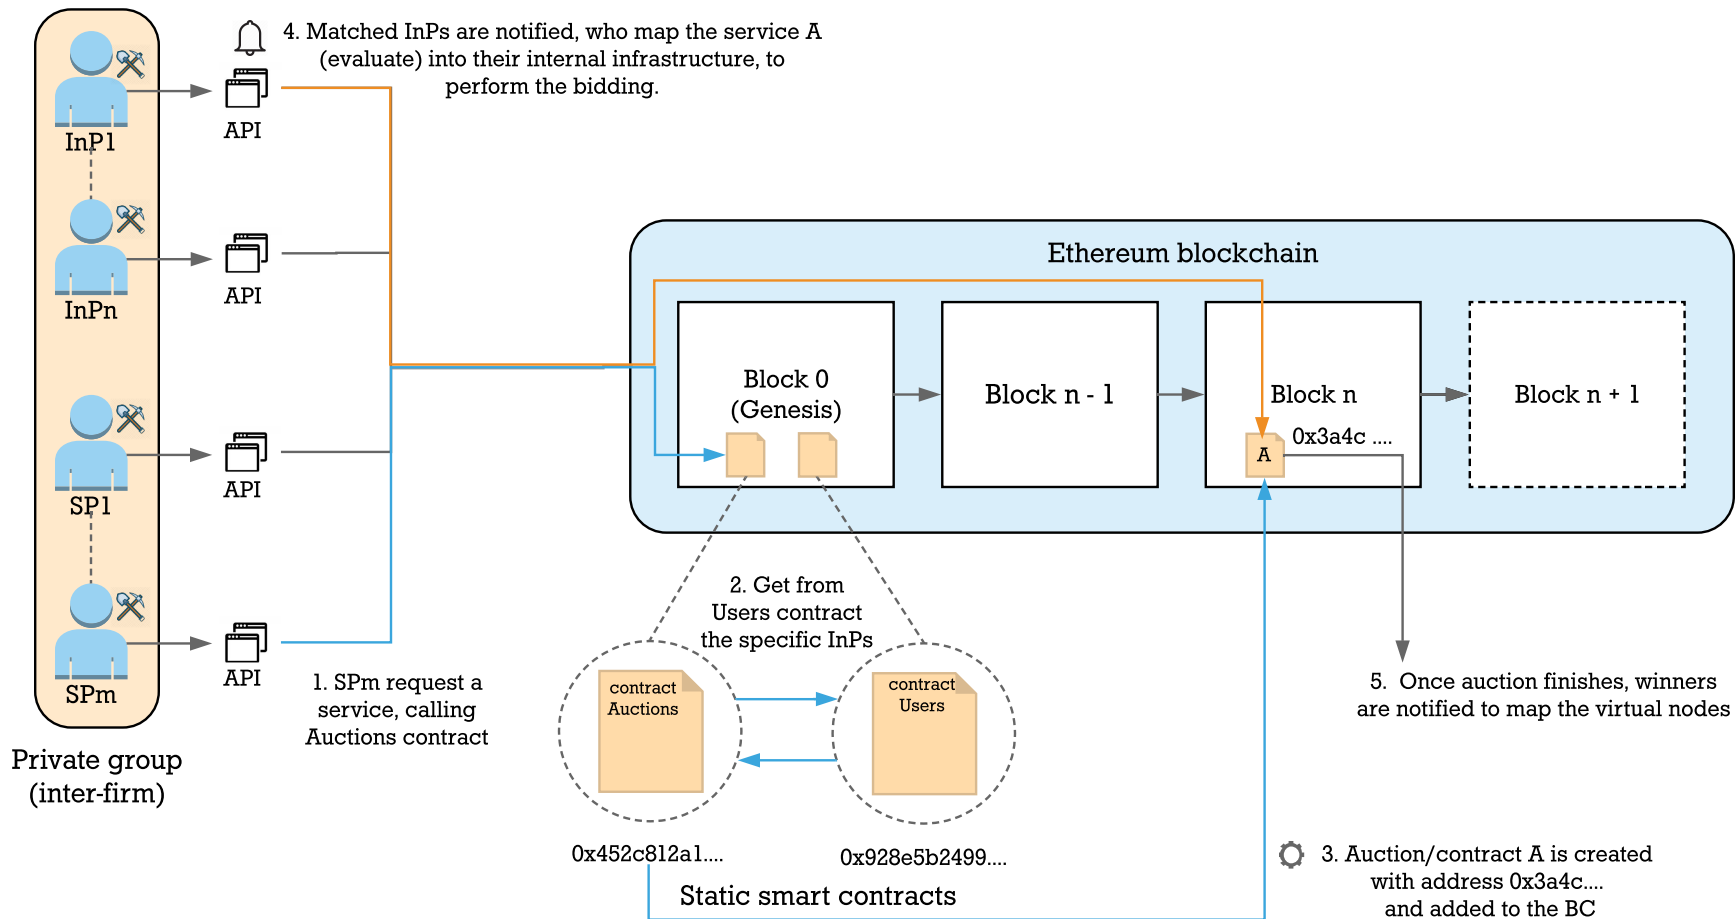 4. Matched InPs are notified, who map the service A
(evaluate) into their internal infrastructure, to
perform the bidding.
InP1
API
InPn
API
SP1
API
SPm
API
Private group
(inter-firm)
1. SPm request a
service, calling
Auctions contract
Ethereum blockchain
Block 0
(Genesis)
Block n - 1
Block n
0x3a4c ....
A
Block n + 1
2. Get from
Users contract
the specific InPs
contract
Auctions
contract
Users
0x452c812a1....
0x928e5b2499....
Static smart contracts
5. Once auction finishes, winners
are notified to map the virtual nodes
3. Auction/contract A is created
with address 0x3a4c....
and added to the BC